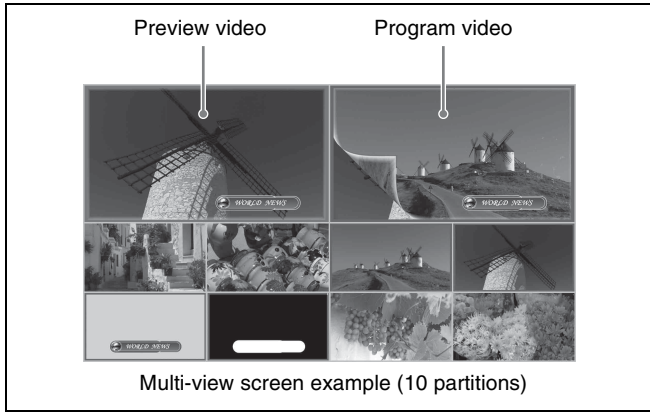 Preview video
Program video
WORLD NEWS
WORLD NEWS
WORLD NEWS
Multi-view screen example (10 partitions)